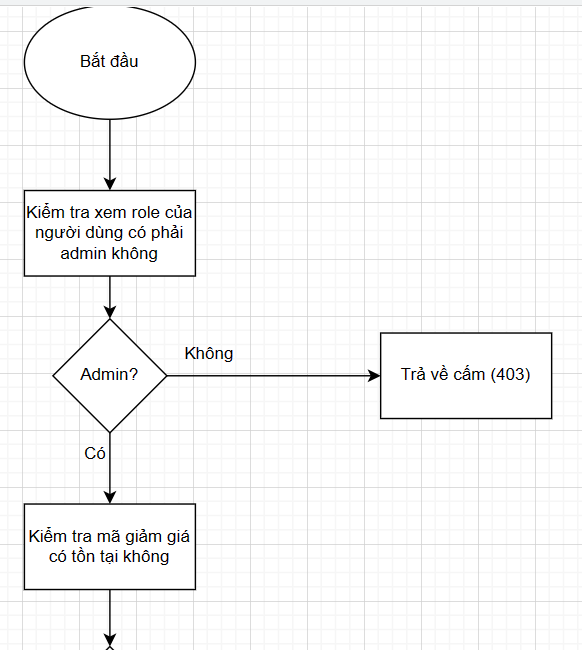 Bắt đầu
Kiểm tra xem role của
người dùng có phải
admin không
Không
Admin?
Trả về cấm (403)
Có
Kiểm tra mã giảm giá
có tồn tại không